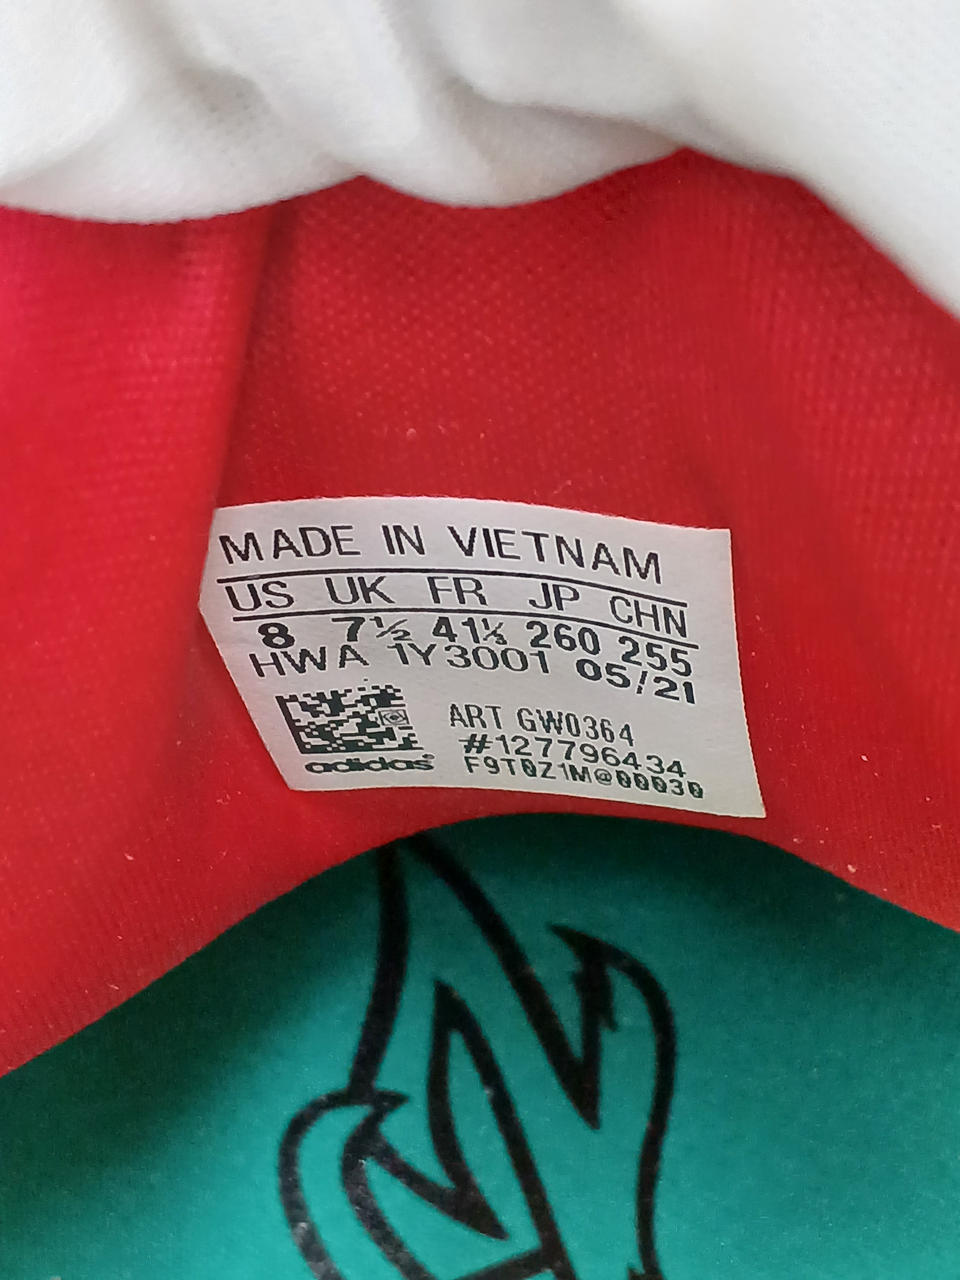 MADE IN VIETNAM
US UK FR JP CHN
8 7½ 41⅓ 260 255
HWA 1Y3001 05/21
ART GW0364
#127796434
adidas F9T0Z1M@00030